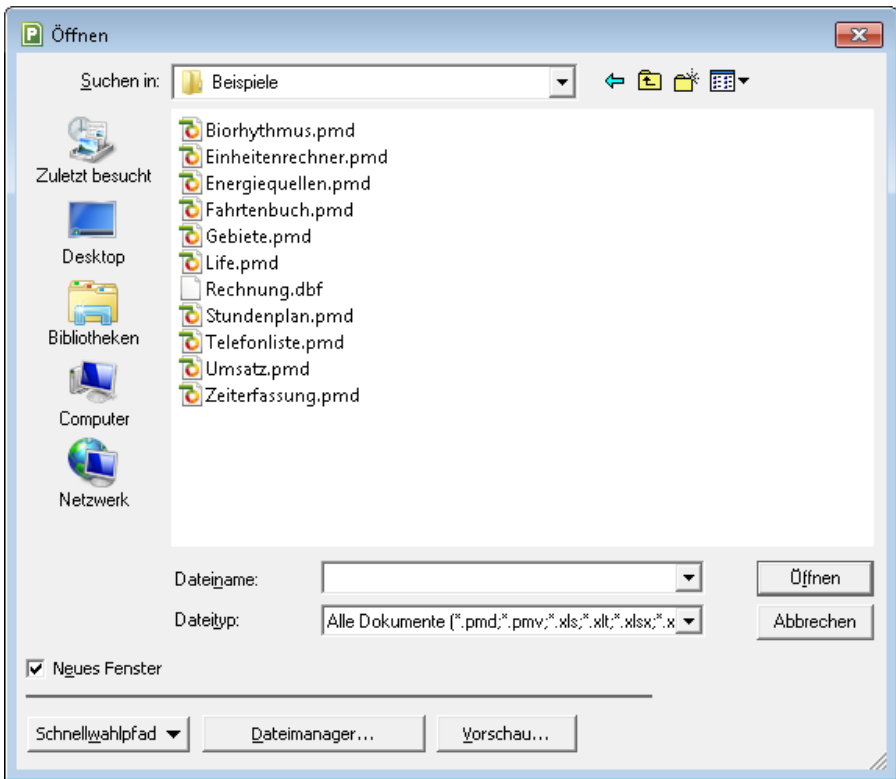 Öffnen
Suchen in: Beispiele
Zuletzt besucht
Desktop
Bibliotheken
Computer
Netzwerk
Biorhythmus.pmd
Einheitenrechner.pmd
Energiequellen.pmd
Fahrtenbuch.pmd
Gebiete.pmd
Life.pmd
Rechnung.dbf
Stundenplan.pmd
Telefonliste.pmd
Umsatz.pmd
Zeiterfassung.pmd
Dateiname: Öffnen
Dateityp: Alle Dokumente (*.pmd;*.pmv;*.xls;*.xlt;*.xlsx;*.x Abbrechen
Neues Fenster
Schnellwahlpfad Dateimanager... Vorschau...